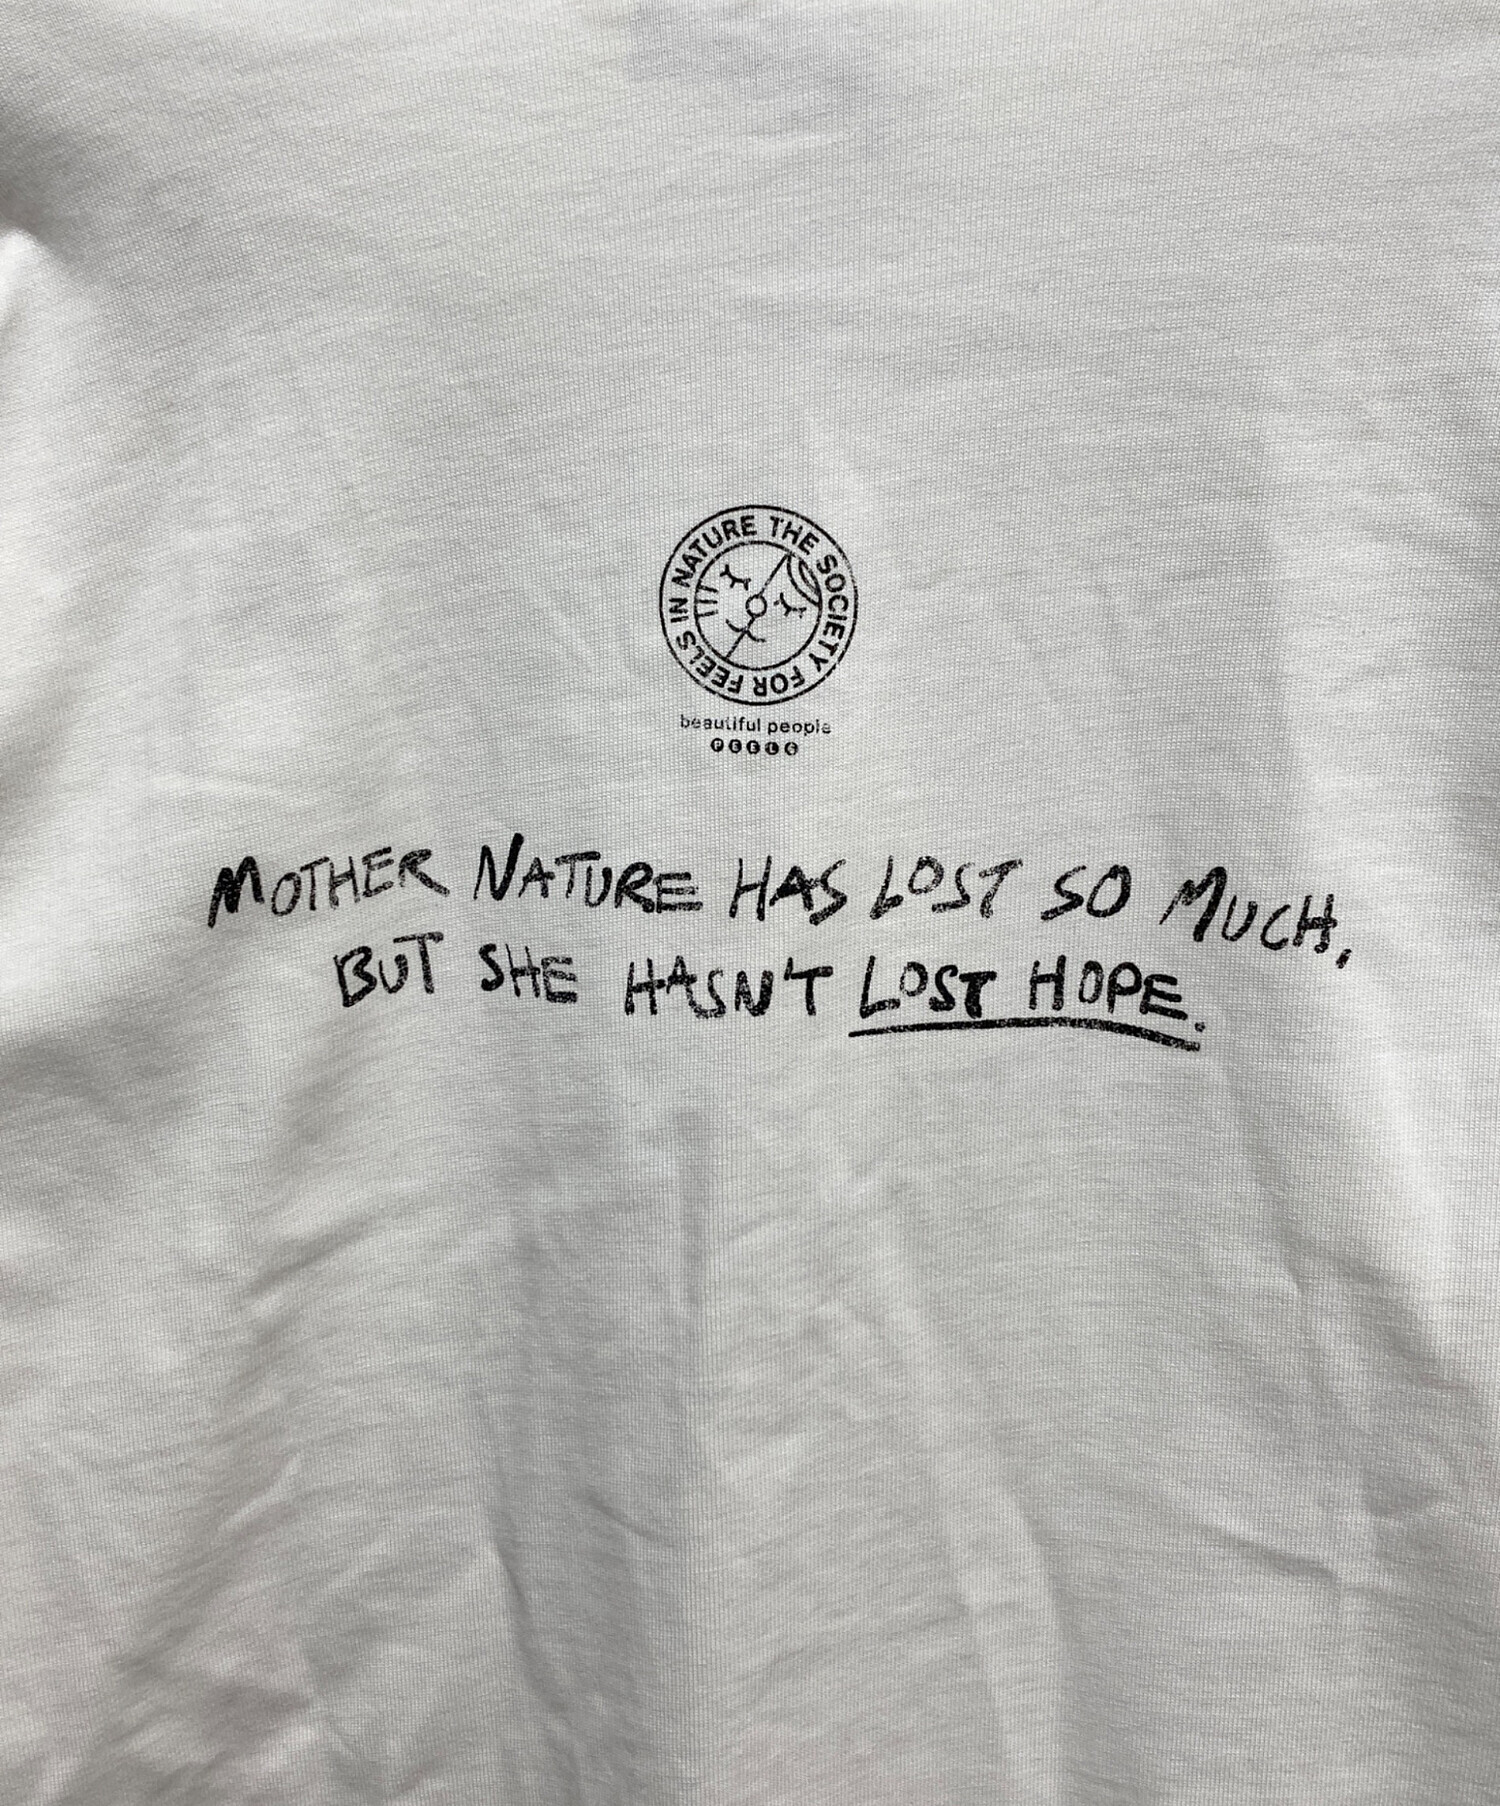 THE SOCIETY FOR FEELS IN NATURE
beautiful people
FEELS
MOTHER NATURE HAS LOST SO MUCH,
BUT SHE HASN'T LOST HOPE.